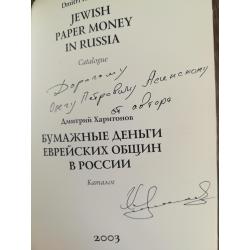 Dmitri
JEWISH
PAPER MONEY
IN RUSSIA
Catalogue
Дорогому
Олегу Петровичу
от автора
Дмитрий Харитонов
БУМАЖНЫЕ ДЕНЬГИ
ЕВРЕЙСКИХ ОБЩИН
В РОССИИ
Каталог
2003